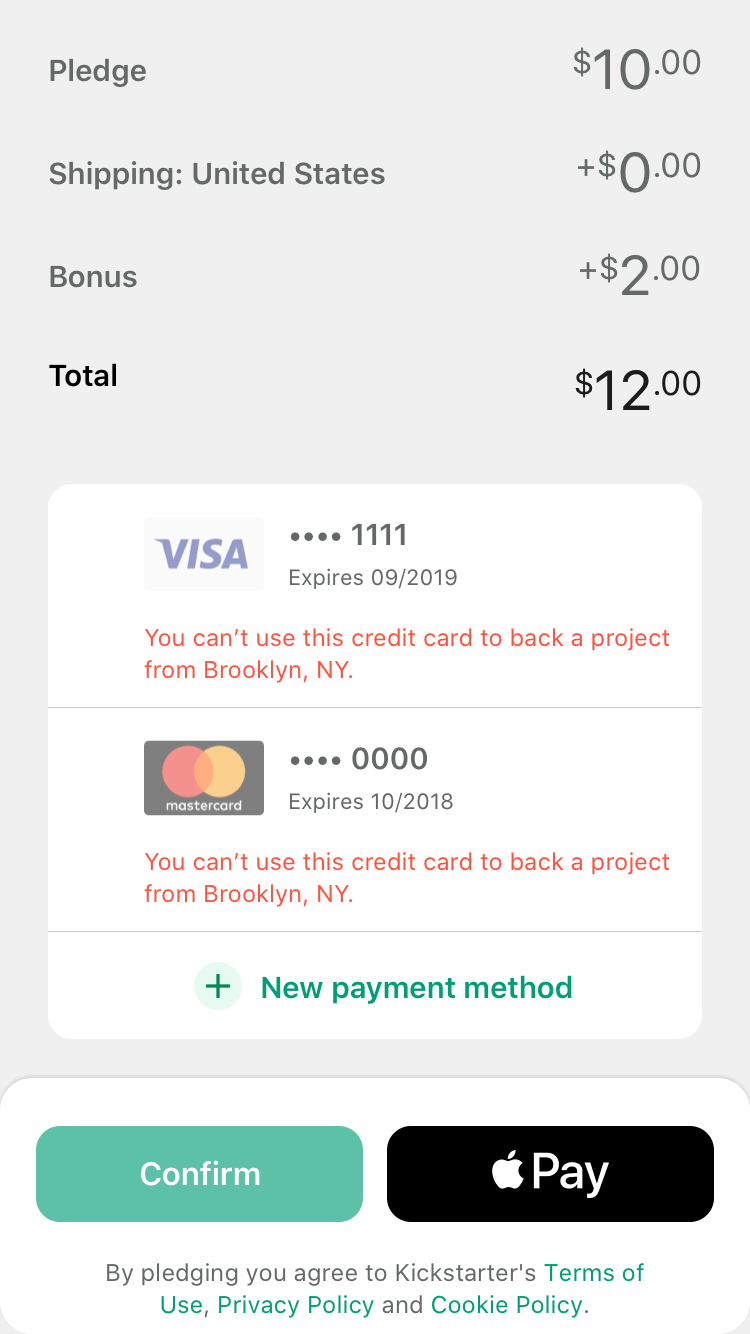 Pledge $10.00
Shipping: United States +$0.00
Bonus +$2.00
Total $12.00
VISA •••• 1111
Expires 09/2019
You can’t use this credit card to back a project
from Brooklyn, NY.
mastercard •••• 0000
Expires 10/2018
You can’t use this credit card to back a project
from Brooklyn, NY.
+ New payment method
Confirm Pay
By pledging you agree to Kickstarter's Terms of
Use, Privacy Policy and Cookie Policy.